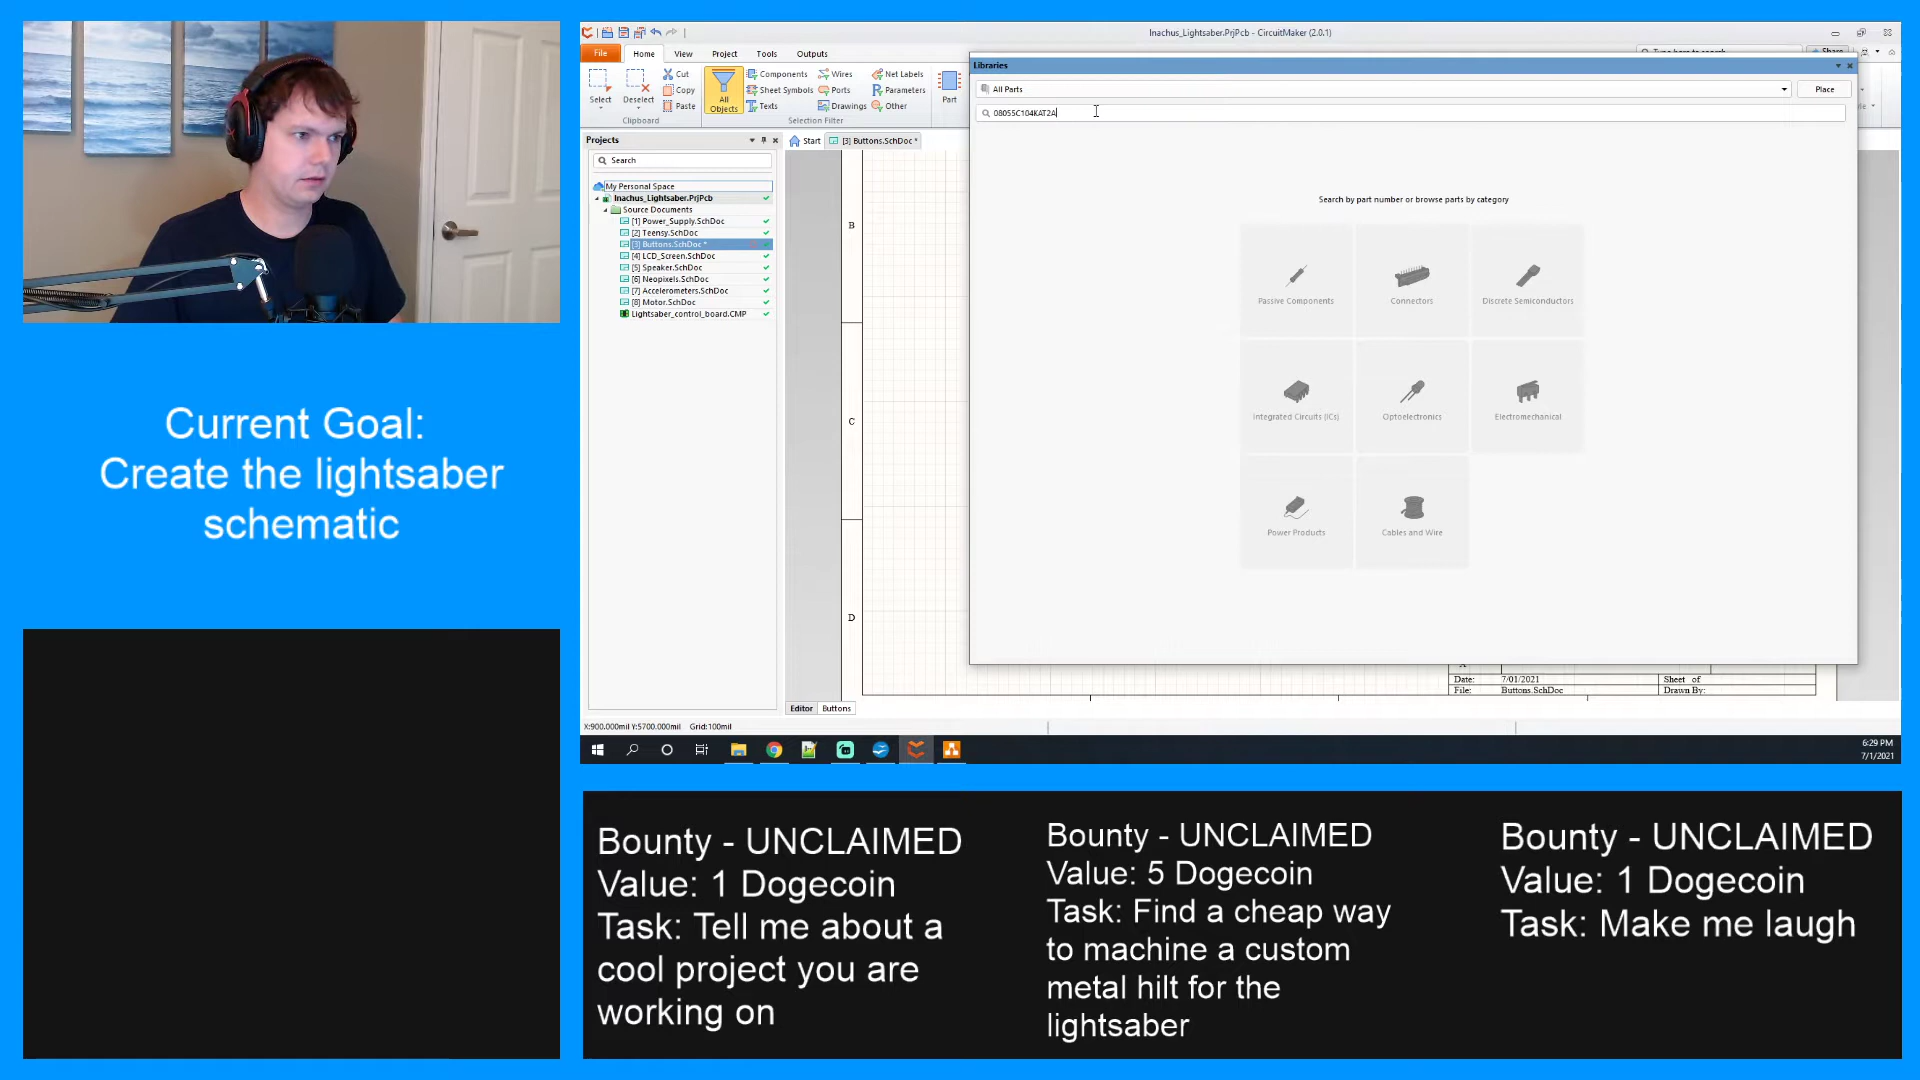 Inachus_Lightsaber.PrjPcb - CircuitMaker (2.0.1)
File
Home
View
Project
Tools
Outputs
Share
Select
Deselect
Cut
Copy
Paste
Clipboard
All
Objects
Components
Wires
Net Labels
Sheet Symbols
Ports
Parameters
Texts
Drawings
Other
Selection Filter
Part
Libraries
All Parts
Place
08055C104KAT2A
Projects
Search
Start
[3] Buttons.SchDoc *
My Personal Space
Inachus_Lightsaber.PrjPcb
Source Documents
[1] Power_Supply.SchDoc
[2] Teensy.SchDoc
[3] Buttons.SchDoc *
[4] LCD_Screen.SchDoc
[5] Speaker.SchDoc
[6] Neopixels.SchDoc
[7] Accelerometers.SchDoc
[8] Motor.SchDoc
Lightsaber_control_board.CMP
B
C
D
Search by part number or browse parts by category
Passive Components
Connectors
Discrete Semiconductors
Integrated Circuits (ICs)
Optoelectronics
Electromechanical
Power Products
Cables and Wire
Date:
7/01/2021
Sheet of
File:
Buttons.SchDoc
Drawn By:
Editor
Buttons
X:900.000mil Y:5700.000mil Grid:100mil
6:29 PM
7/1/2021
Current Goal:
Create the lightsaber
schematic
Bounty - UNCLAIMED
Value: 1 Dogecoin
Task: Tell me about a
cool project you are
working on
Bounty - UNCLAIMED
Value: 5 Dogecoin
Task: Find a cheap way
to machine a custom
metal hilt for the
lightsaber
Bounty - UNCLAIMED
Value: 1 Dogecoin
Task: Make me laugh